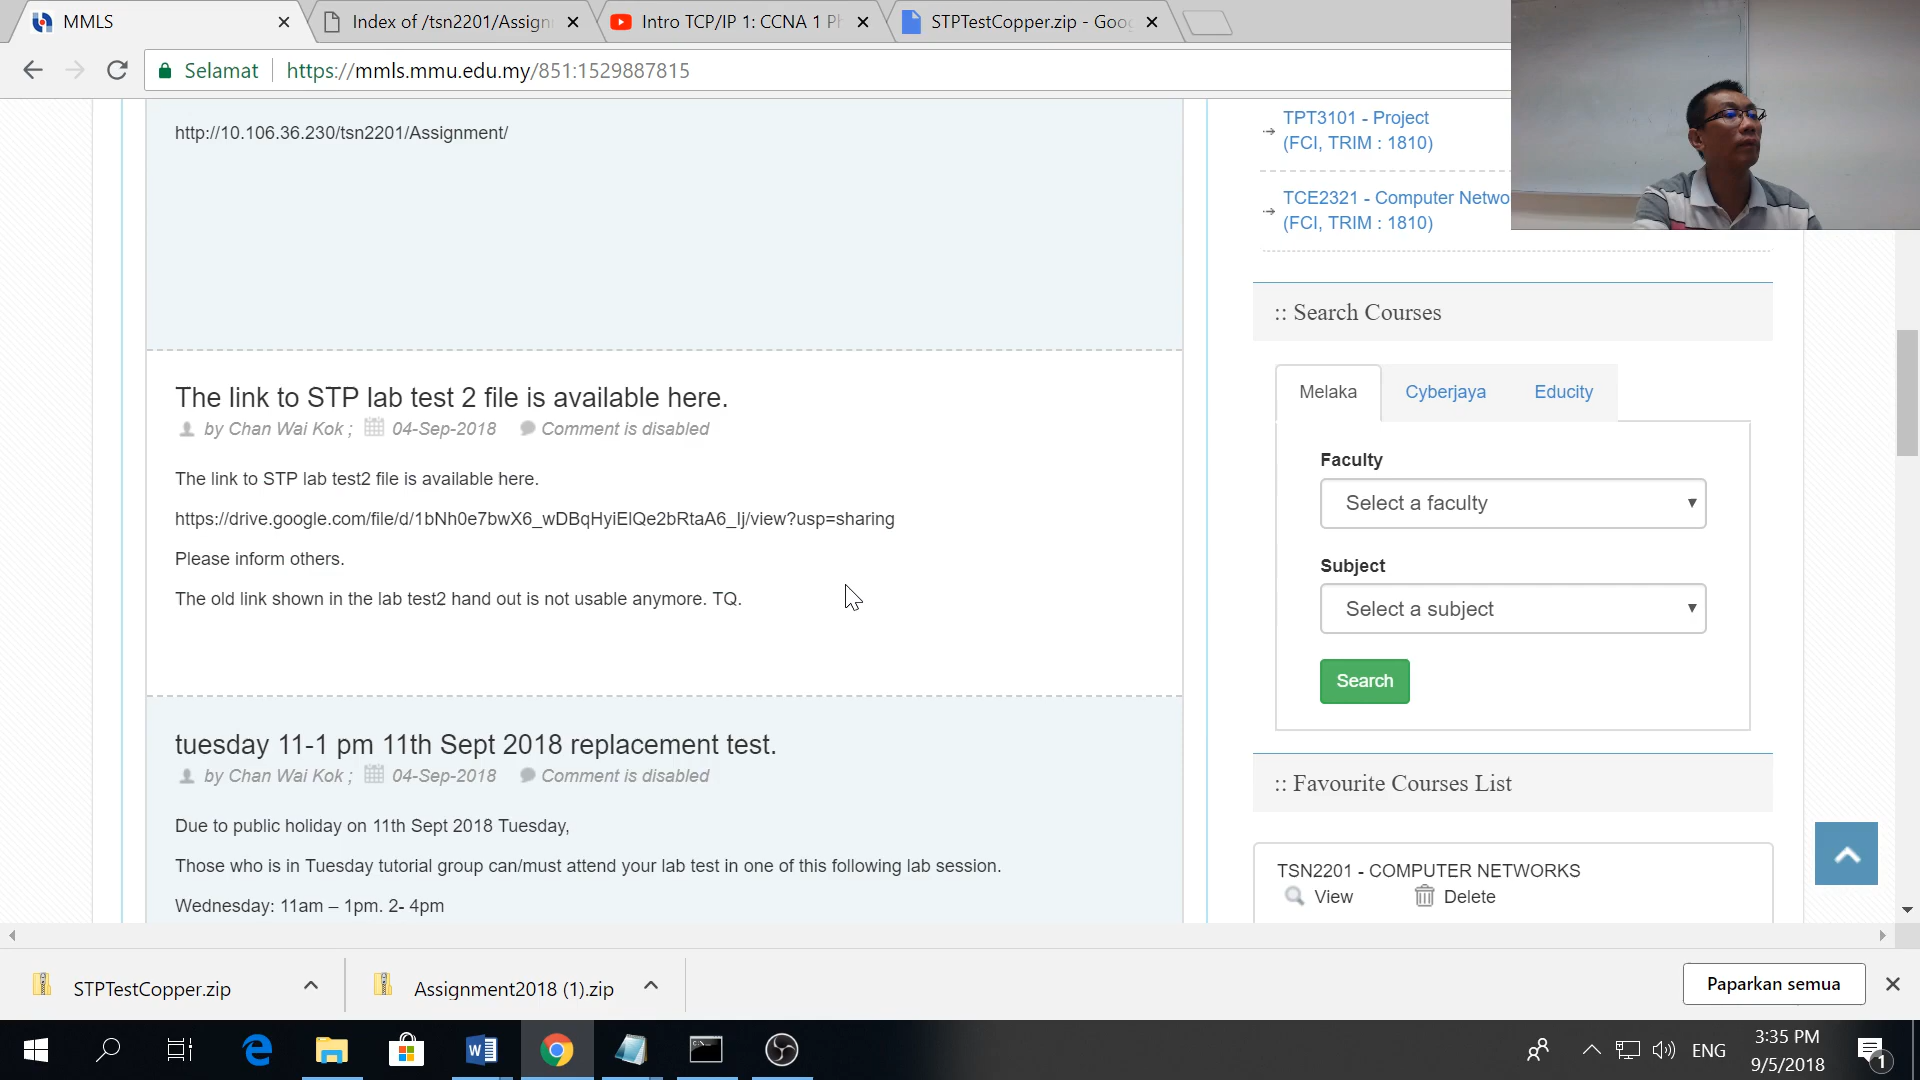 MMLS
Index of /tsn2201/Assign
Intro TCP/IP 1: CCNA 1 P
STPTestCopper.zip - Goo
Selamat
https://mmls.mmu.edu.my/851:1529887815
http://10.106.36.230/tsn2201/Assignment/
The link to STP lab test 2 file is available here.
by Chan Wai Kok ; 04-Sep-2018 Comment is disabled
The link to STP lab test2 file is available here.
https://drive.google.com/file/d/1bNh0e7bwX6_wDBqHyiElQe2bRtaA6_Ij/view?usp=sharing
Please inform others.
The old link shown in the lab test2 hand out is not usable anymore. TQ.
tuesday 11-1 pm 11th Sept 2018 replacement test.
by Chan Wai Kok ; 04-Sep-2018 Comment is disabled
Due to public holiday on 11th Sept 2018 Tuesday,
Those who is in Tuesday tutorial group can/must attend your lab test in one of this following lab session.
Wednesday: 11am – 1pm. 2- 4pm
TPT3101 - Project
(FCI, TRIM : 1810)
TCE2321 - Computer Netwo
(FCI, TRIM : 1810)
:: Search Courses
Melaka
Cyberjaya
Educity
Faculty
Select a faculty
Subject
Select a subject
Search
:: Favourite Courses List
TSN2201 - COMPUTER NETWORKS
View
Delete
STPTestCopper.zip
Assignment2018 (1).zip
Paparkan semua
ENG
3:35 PM
9/5/2018
1